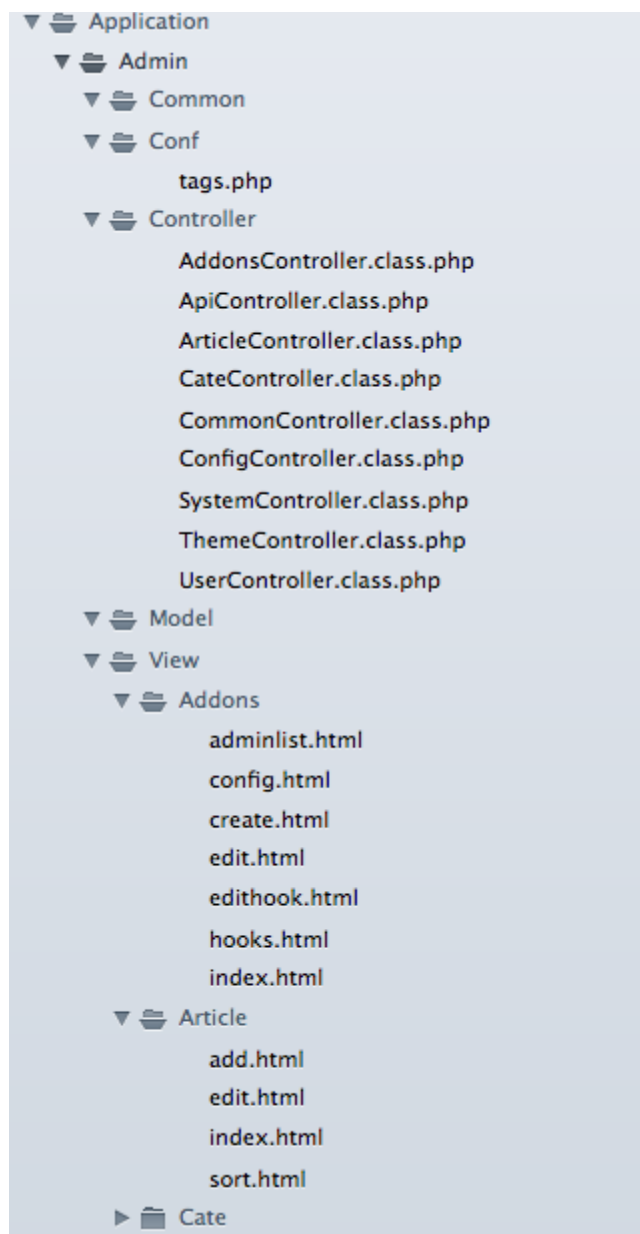 Application
Admin
Common
Conf
tags.php
Controller
AddonsController.class.php
ApiController.class.php
ArticleController.class.php
CateController.class.php
CommonController.class.php
ConfigController.class.php
SystemController.class.php
ThemeController.class.php
UserController.class.php
Model
View
Addons
adminlist.html
config.html
create.html
edit.html
edithook.html
hooks.html
index.html
Article
add.html
edit.html
index.html
sort.html
Cate